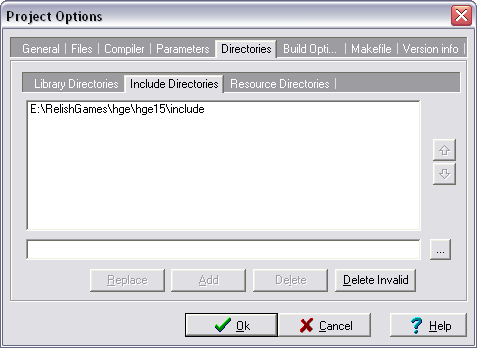 Project Options
General Files Compiler Parameters Directories Build Opti... Makefile Version info
Library Directories Include Directories Resource Directories
E:\RelishGames\hge\hge15\include
...
Replace Add Delete Delete Invalid
Ok Cancel ? Help